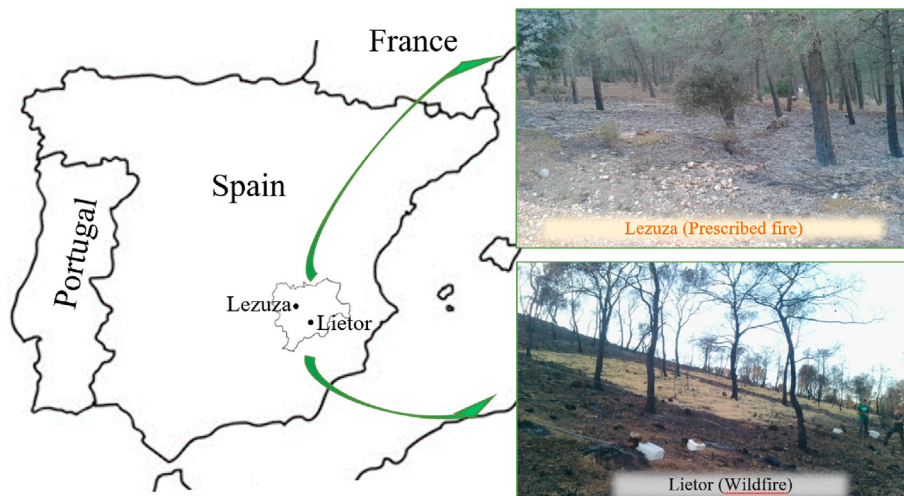 France
Spain
Portugal
Lezuza
Lietor
Lezuza (Prescribed fire)
Lietor (Wildfire)